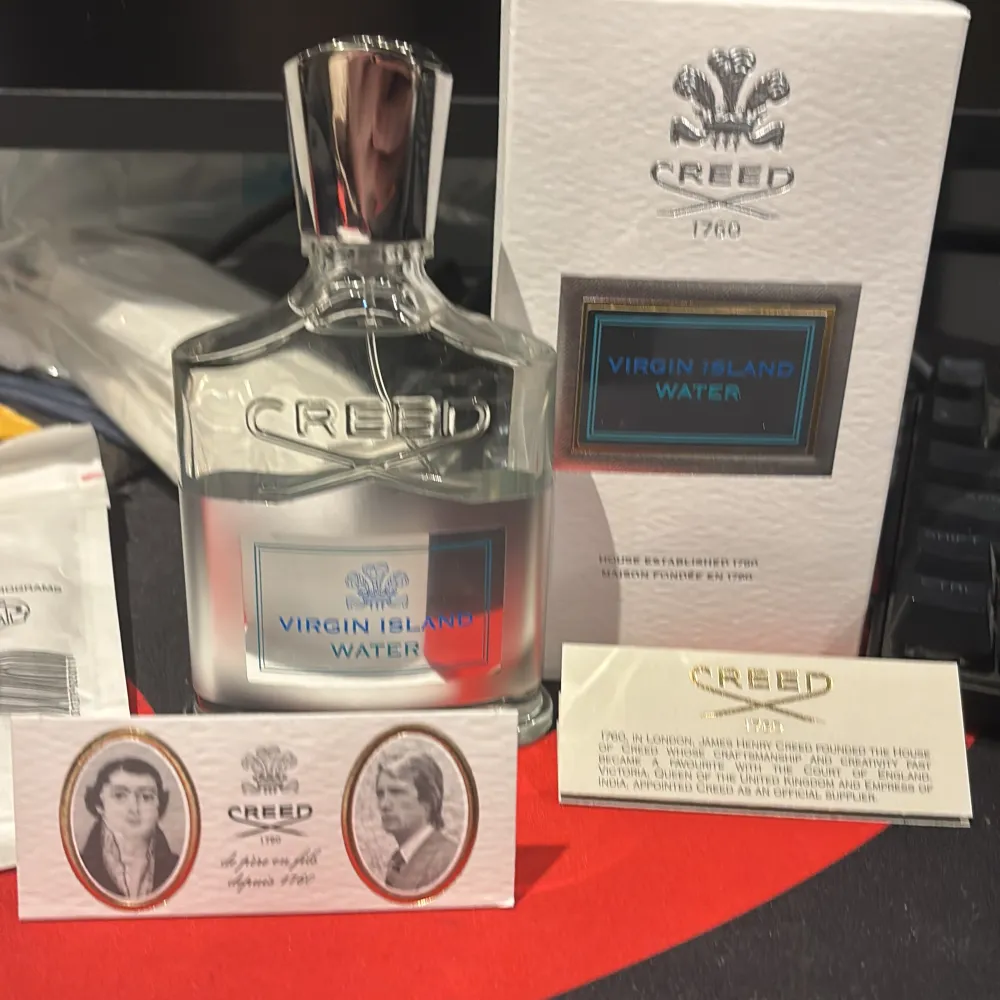 CREED
1760
VIRGIN ISLAND
WATER
HOUSE ESTABLISHED 1760
MAISON FONDÉE EN 1760
CREED
VIRGIN ISLAND
WATER
CREED
1760
1760, IN LONDON, JAMES HENRY CREED FOUNDED THE HOUSE
OF CREED WHOSE CRAFTSMANSHIP AND CREATIVITY FAST
BECAME A FAVOURITE WITH THE COURT OF ENGLAND.
VICTORIA, QUEEN OF THE UNITED KINGDOM AND EMPRESS OF
INDIA, APPOINTED CREED AS AN OFFICIAL SUPPLIER.
CREED
1760
de père en fils
depuis 1760
SHIFT